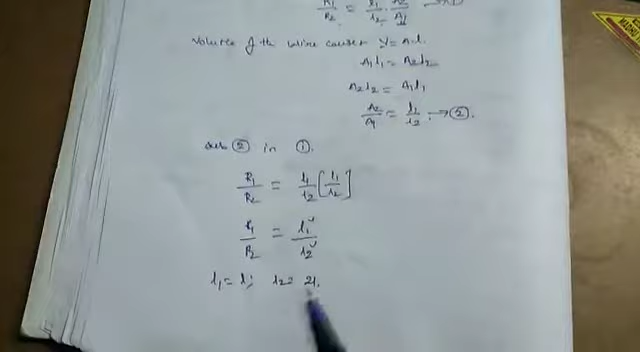 R₁/R₂ = l₁/l₂ · A₂/A₁ → ①
Volume of the wire V = A·l
A₁l₁ = A₂l₂
A₂l₂ = A₁l₁
A₂/A₁ = l₁/l₂ → ②.
sub ② in ①.
R₁/R₂ = l₁/l₂ [l₁/l₂]
R₁/R₂ = l₁²/l₂²
l₁ = l; l₂ = 2l.